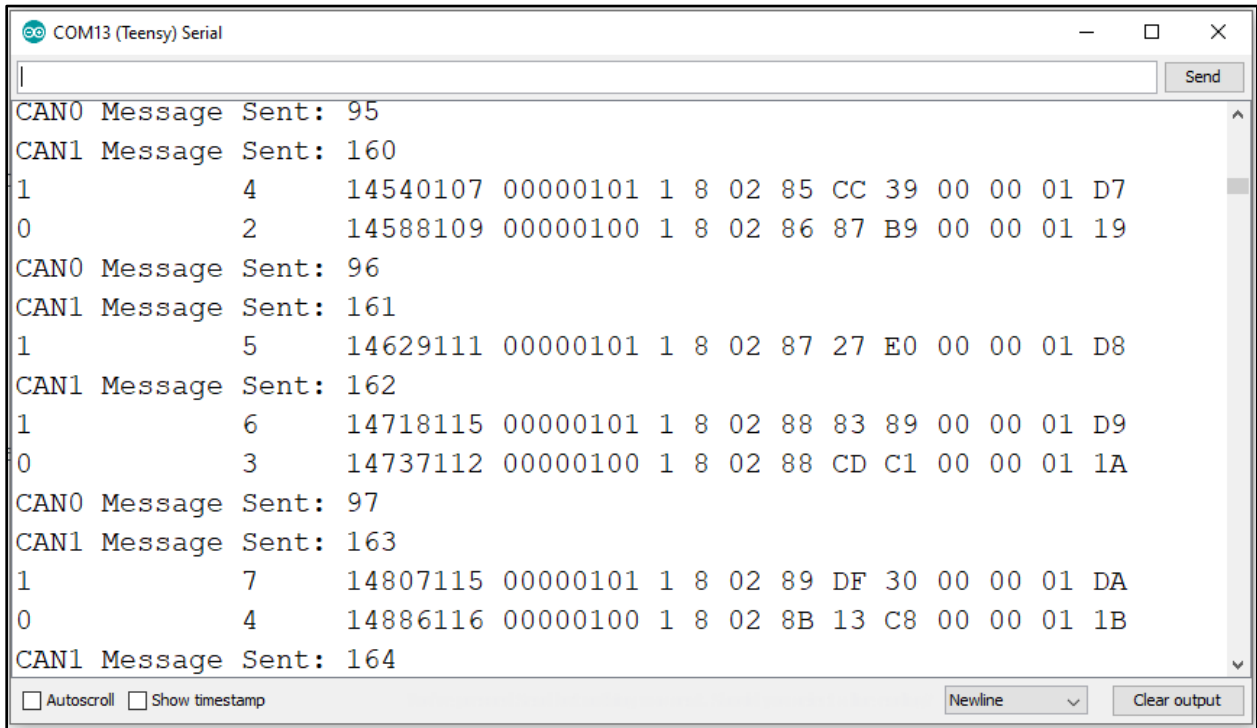 COM13 (Teensy) Serial
Send
CAN0 Message Sent: 95
CAN1 Message Sent: 160
1 4 14540107 00000101 1 8 02 85 CC 39 00 00 01 D7
0 2 14588109 00000100 1 8 02 86 87 B9 00 00 01 19
CAN0 Message Sent: 96
CAN1 Message Sent: 161
1 5 14629111 00000101 1 8 02 87 27 E0 00 00 01 D8
CAN1 Message Sent: 162
1 6 14718115 00000101 1 8 02 88 83 89 00 00 01 D9
0 3 14737112 00000100 1 8 02 88 CD C1 00 00 01 1A
CAN0 Message Sent: 97
CAN1 Message Sent: 163
1 7 14807115 00000101 1 8 02 89 DF 30 00 00 01 DA
0 4 14886116 00000100 1 8 02 8B 13 C8 00 00 01 1B
CAN1 Message Sent: 164
Autoscroll Show timestamp Newline Clear output